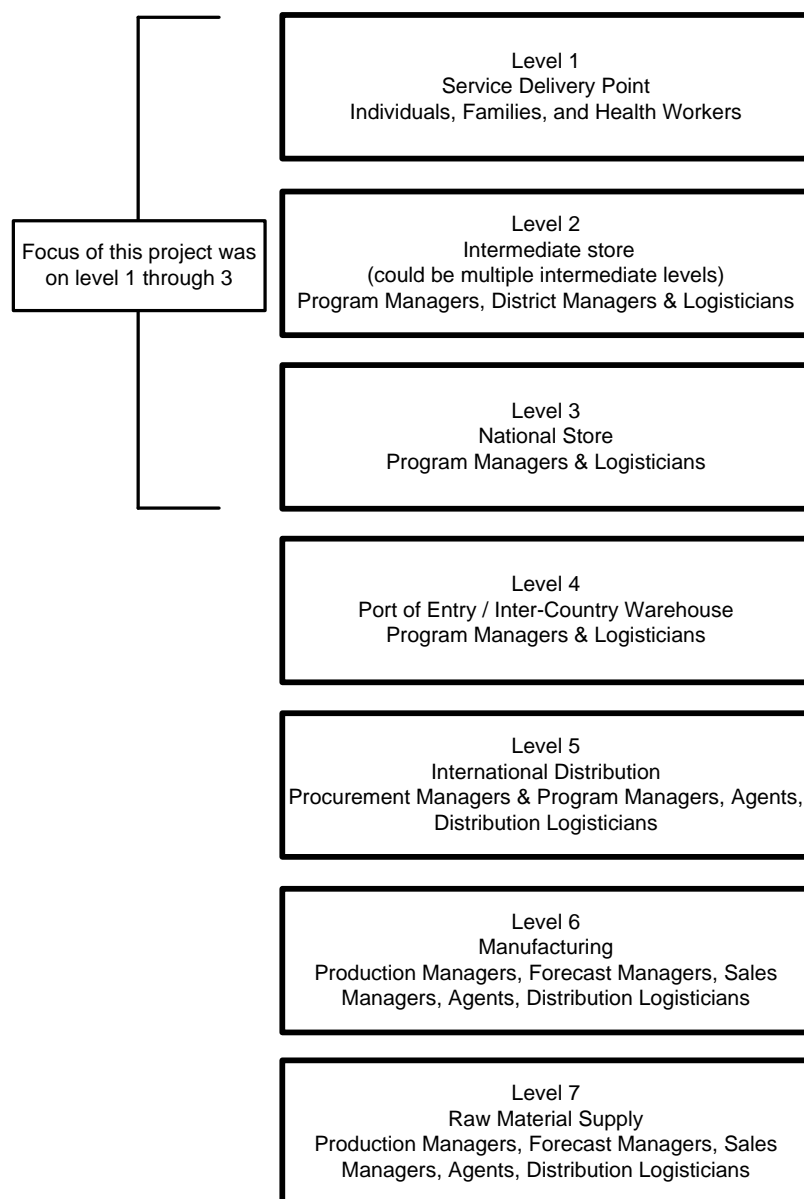 Level 1
Service Delivery Point
Individuals, Families, and Health Workers
Level 2
Intermediate store
(could be multiple intermediate levels)
Program Managers, District Managers & Logisticians
Focus of this project was
on level 1 through 3
Level 3
National Store
Program Managers & Logisticians
Level 4
Port of Entry / Inter-Country Warehouse
Program Managers & Logisticians
Level 5
International Distribution
Procurement Managers & Program Managers, Agents,
Distribution Logisticians
Level 6
Manufacturing
Production Managers, Forecast Managers, Sales
Managers, Agents, Distribution Logisticians
Level 7
Raw Material Supply
Production Managers, Forecast Managers, Sales
Managers, Agents, Distribution Logisticians